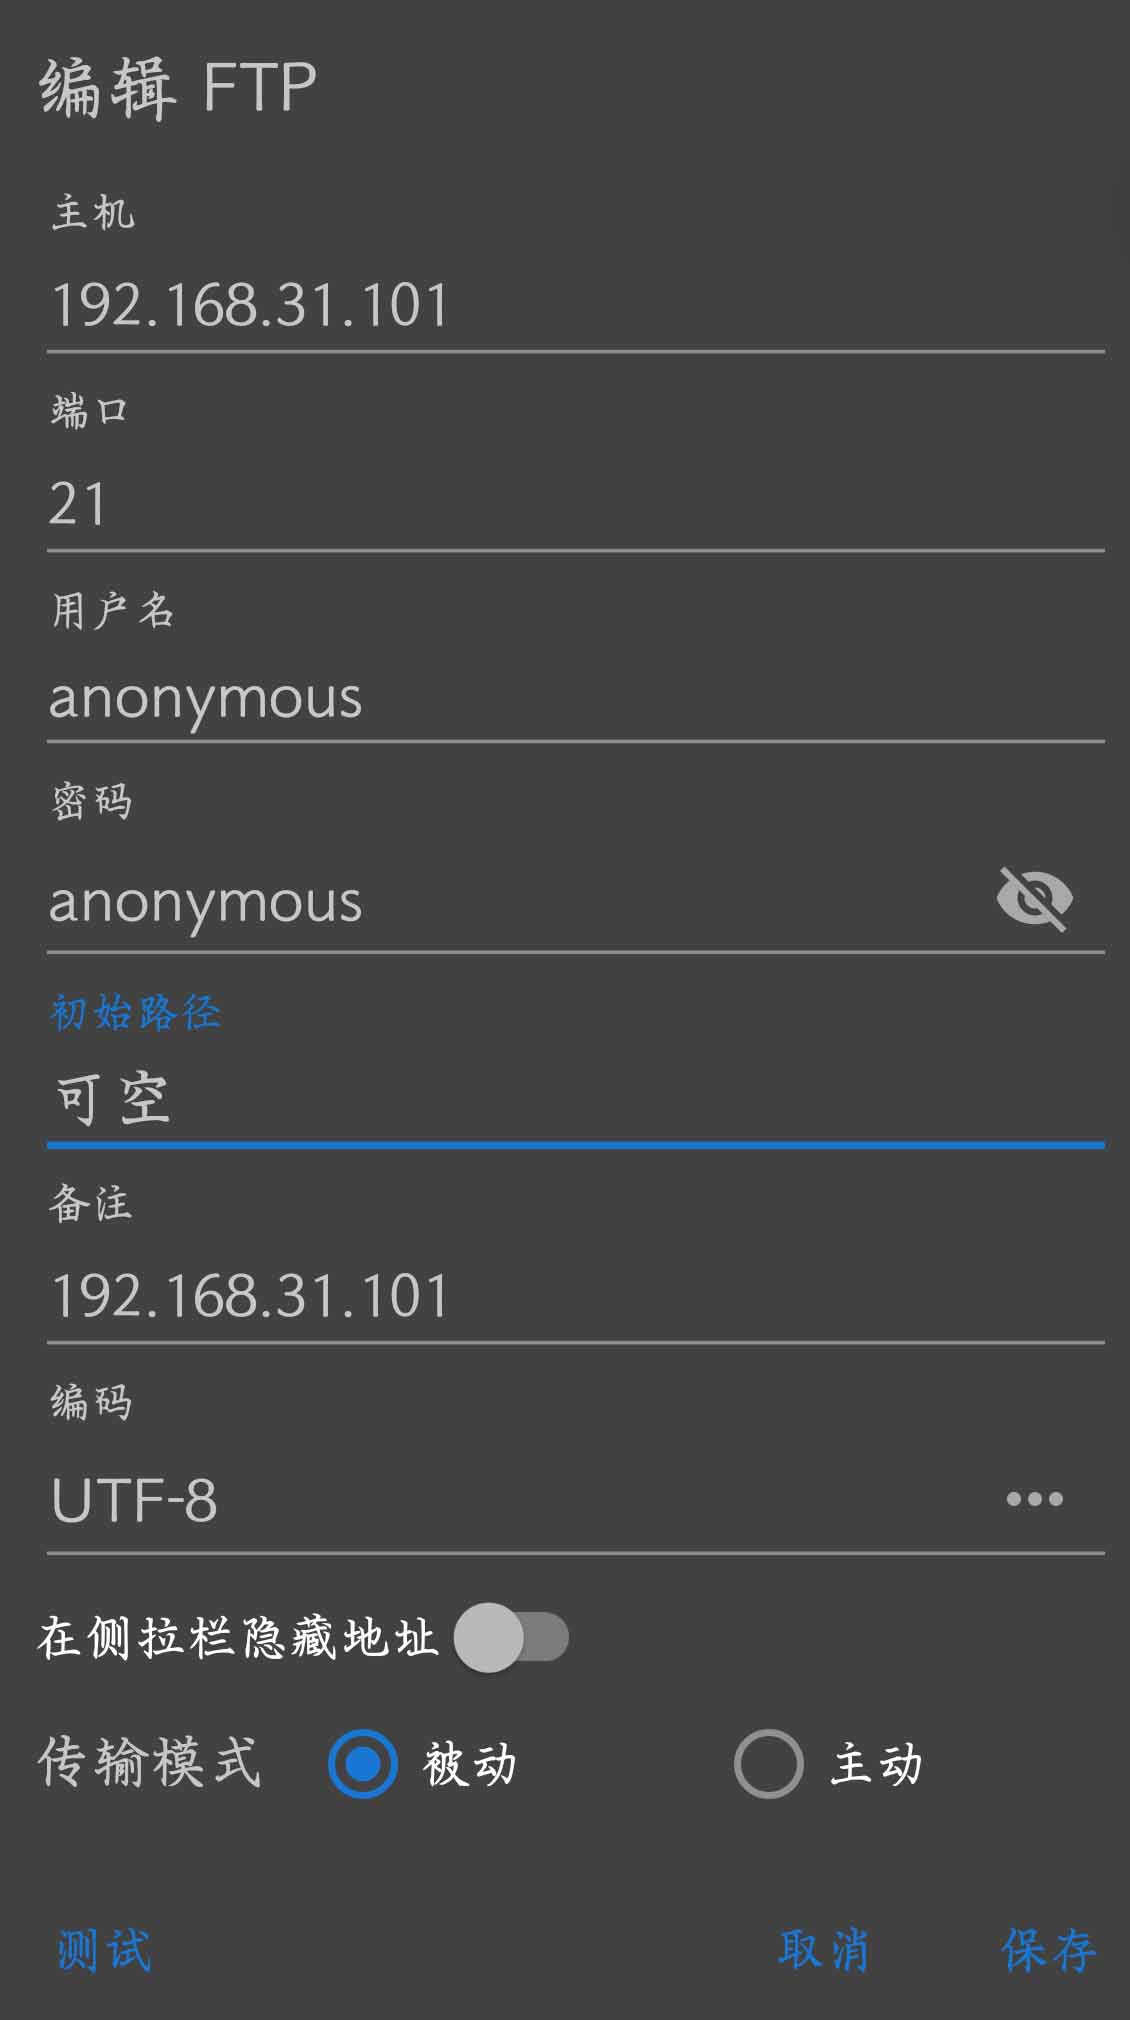 编辑 FTP
主机
192.168.31.101
端口
21
用户名
anonymous
密码
anonymous
初始路径
可空
备注
192.168.31.101
编码
UTF-8
在侧拉栏隐藏地址
传输模式 被动 主动
测试 取消 保存